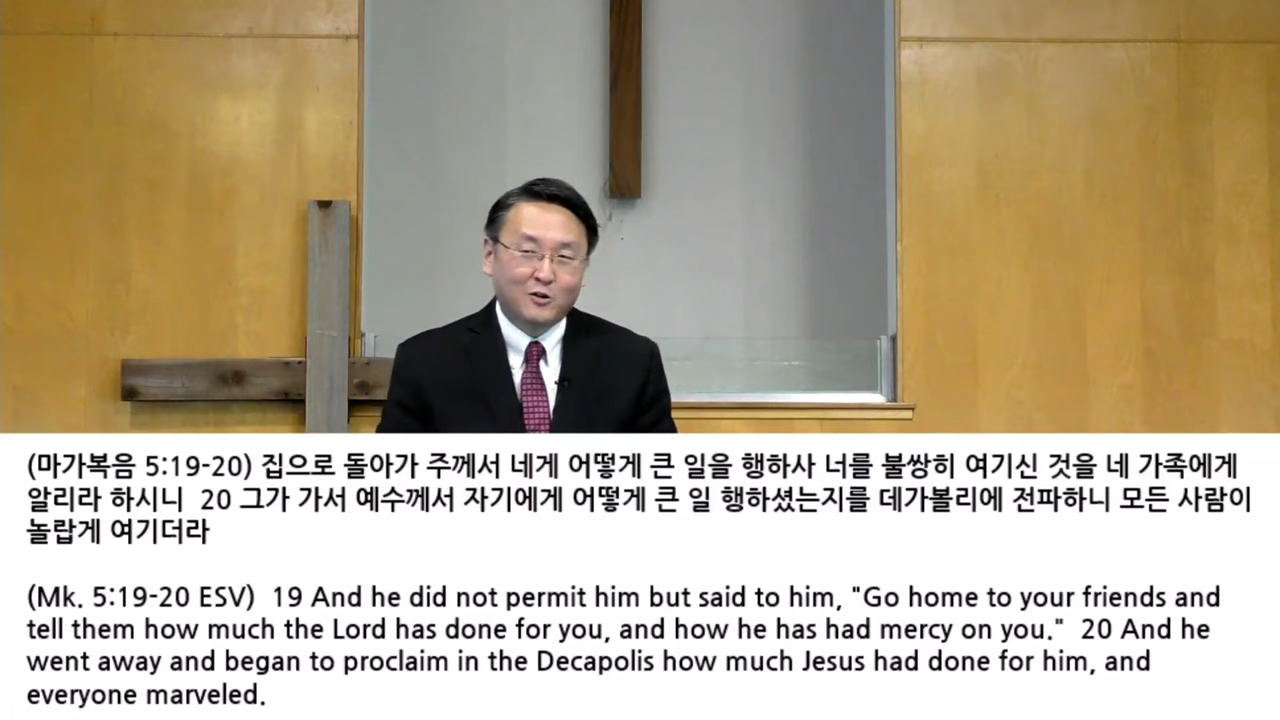 (마가복음 5:19-20) 집으로 돌아가 주께서 네게 어떻게 큰 일을 행하사 너를 불쌍히 여기신 것을 네 가족에게
알리라 하시니  20 그가 가서 예수께서 자기에게 어떻게 큰 일 행하셨는지를 데가볼리에 전파하니 모든 사람이
놀랍게 여기더라
(Mk. 5:19-20 ESV)  19 And he did not permit him but said to him, "Go home to your friends and
tell them how much the Lord has done for you, and how he has had mercy on you."  20 And he
went away and began to proclaim in the Decapolis how much Jesus had done for him, and
everyone marveled.